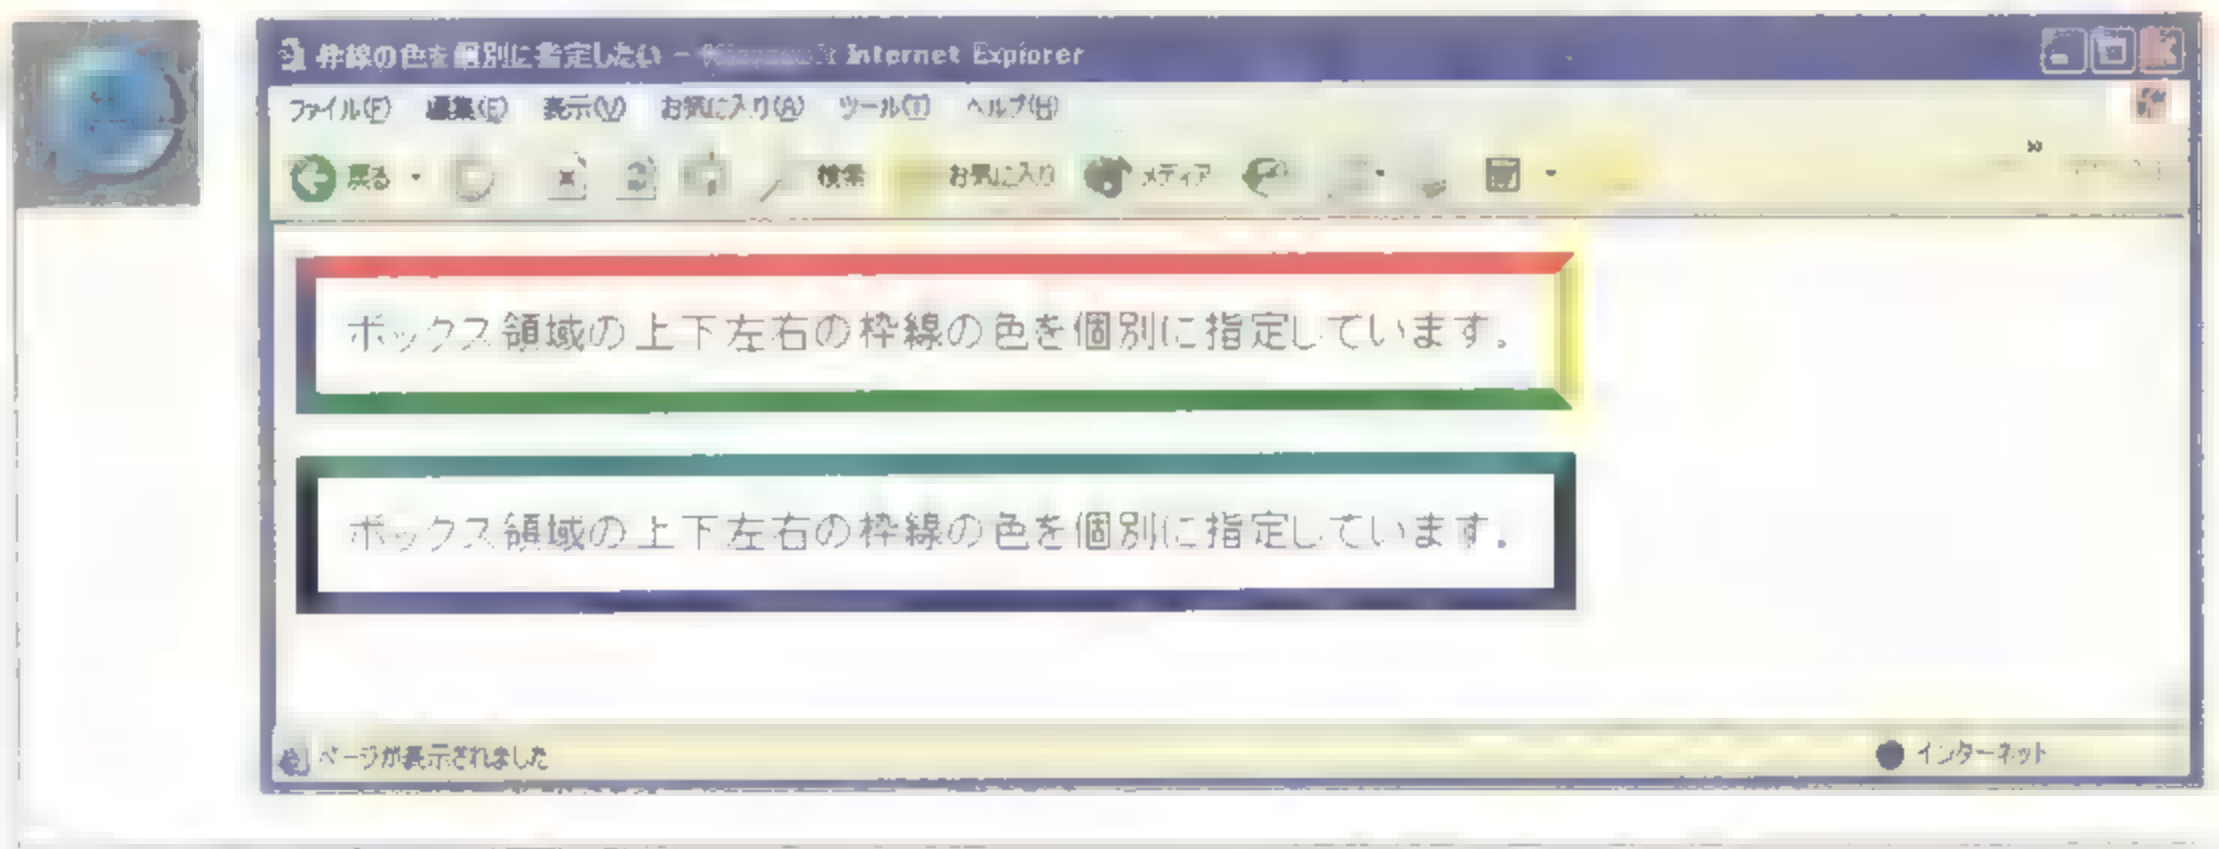 枠線の色を個別に指定したい - Microsoft Internet Explorer
ファイル(F) 編集(E) 表示(V) お気に入り(A) ツール(T) ヘルプ(H)
戻る 検索 お気に入り メディア »
ボックス領域の上下左右の枠線の色を個別に指定しています。
ボックス領域の上下左右の枠線の色を個別に指定しています。
ページが表示されました インターネット